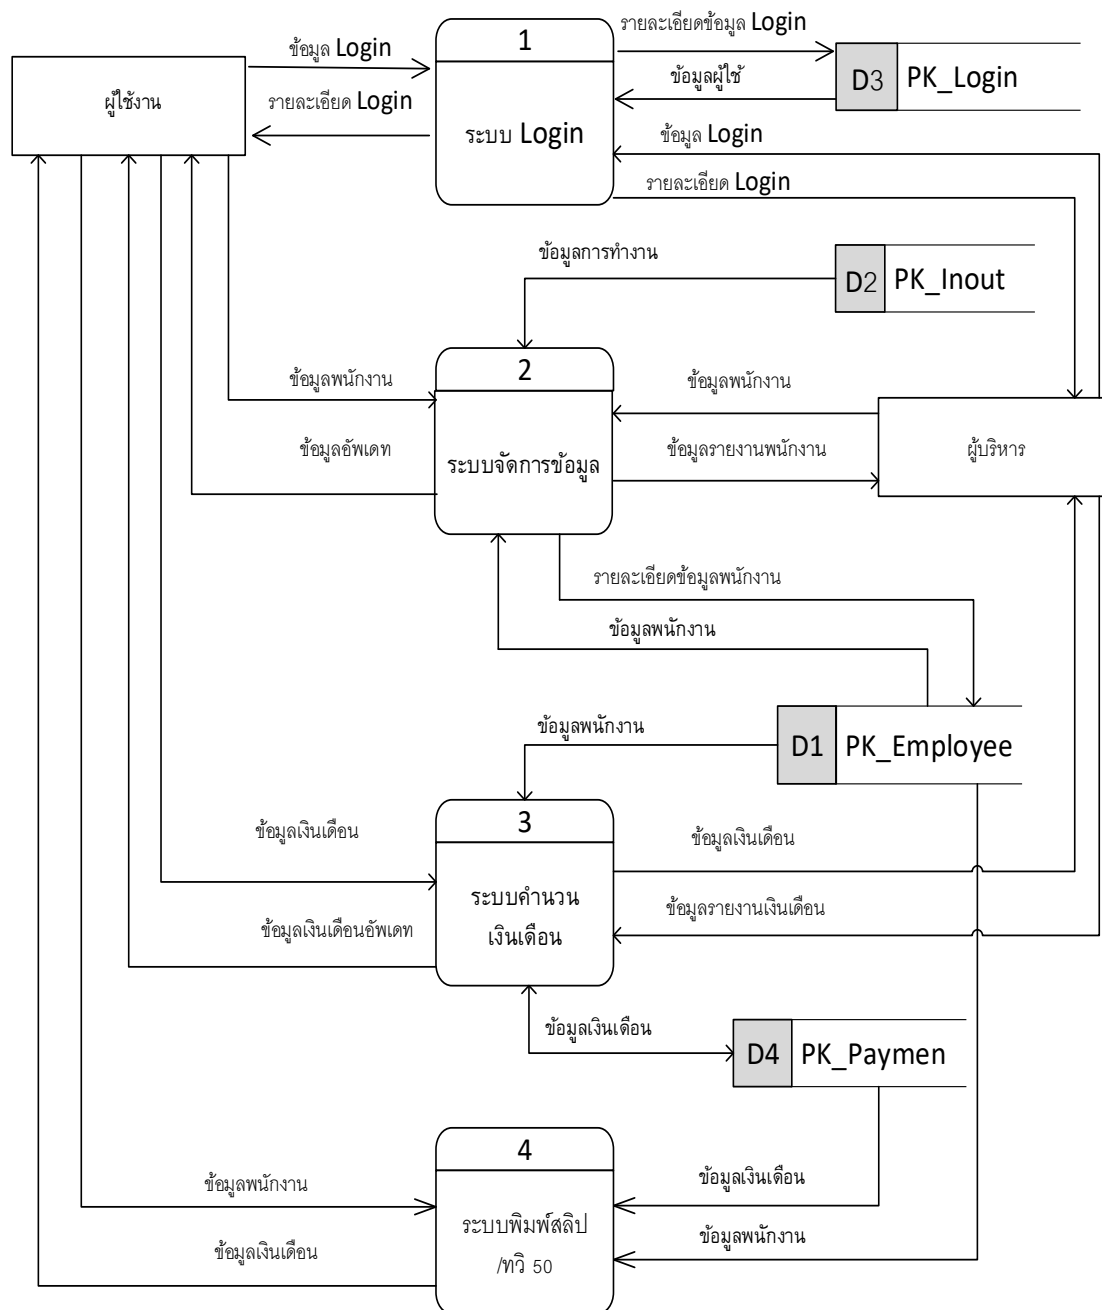 1
รายละเอียดข้อมูล Login
ข้อมูล Login
D3 PK_Login
ข้อมูลผู้ใช้
ผู้ใช้งาน
รายละเอียด Login
ระบบ Login
ข้อมูล Login
รายละเอียด Login
ข้อมูลการทำงาน
D2 PK_Inout
2
ข้อมูลพนักงาน
ข้อมูลพนักงาน
ข้อมูลอัพเดท
ระบบจัดการข้อมูล
ข้อมูลรายงานพนักงาน
ผู้บริหาร
รายละเอียดข้อมูลพนักงาน
ข้อมูลพนักงาน
ข้อมูลพนักงาน
D1 PK_Employee
3
ข้อมูลเงินเดือน
ข้อมูลเงินเดือน
ระบบคำนวน
เงินเดือน
ข้อมูลเงินเดือนอัพเดท
ข้อมูลรายงานเงินเดือน
ข้อมูลเงินเดือน
D4 PK_Paymen
4
ข้อมูลพนักงาน
ข้อมูลเงินเดือน
ระบบพิมพ์สลิป
/ทวิ 50
ข้อมูลเงินเดือน
ข้อมูลพนักงาน